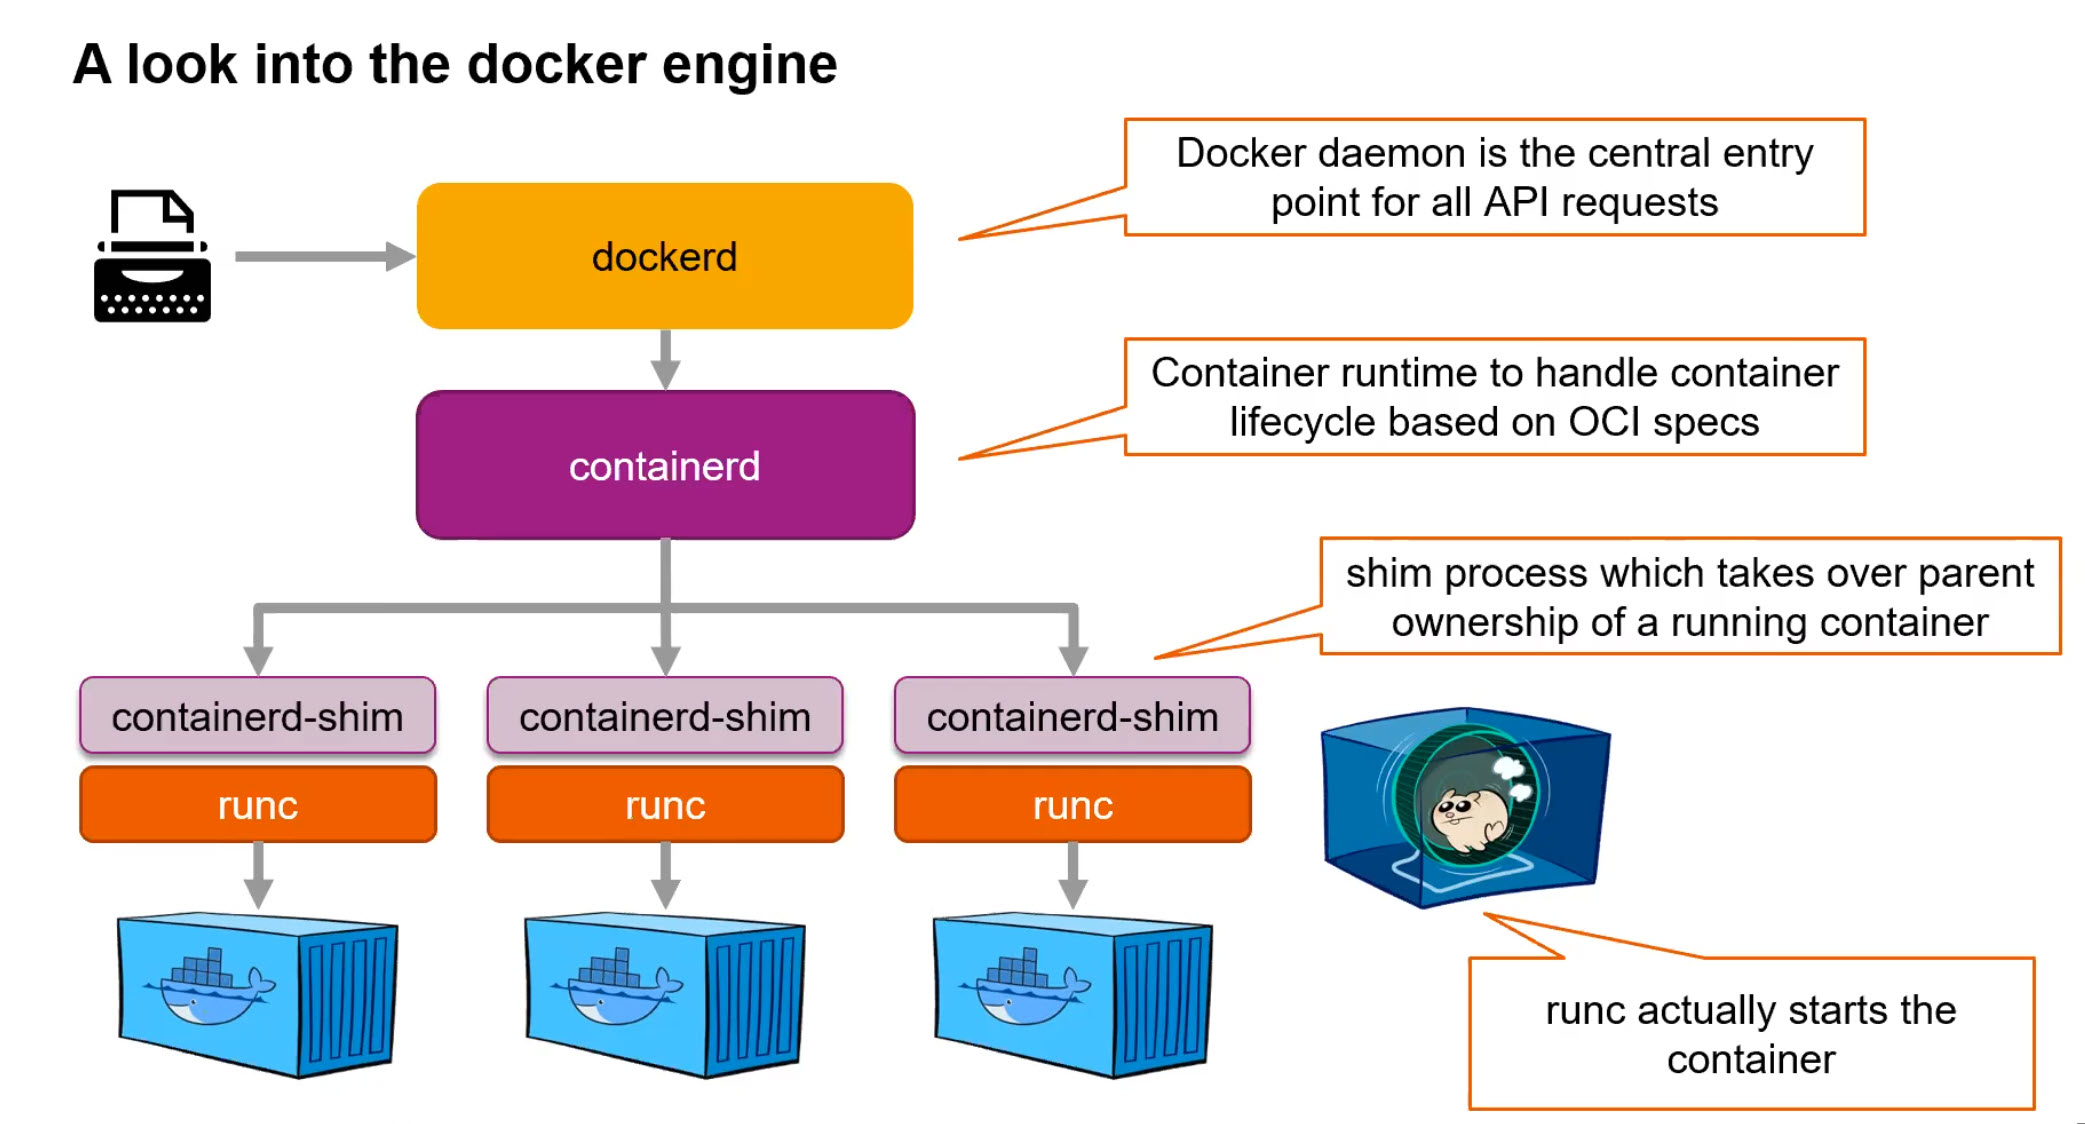 A look into the docker engine
Docker daemon is the central entry
point for all API requests
dockerd
Container runtime to handle container
lifecycle based on OCI specs
containerd
shim process which takes over parent
ownership of a running container
containerd-shim
containerd-shim
containerd-shim
runc
runc
runc
runc actually starts the
container